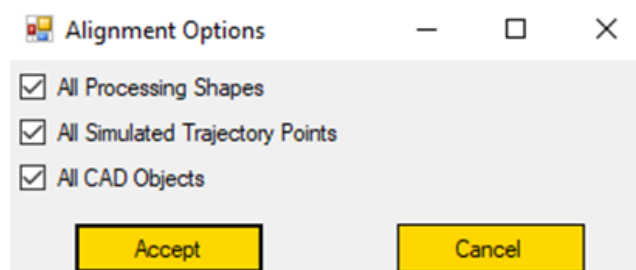 Alignment Options
All Processing Shapes
All Simulated Trajectory Points
All CAD Objects
Accept Cancel